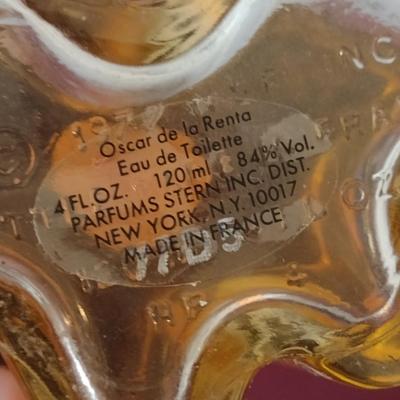 Oscar de la Renta
Eau de Toilette
4 FL.OZ. 120 ml 84% Vol.
PARFUMS STERN INC. DIST.
NEW YORK, N.Y. 10017
MADE IN FRANCE
77D5